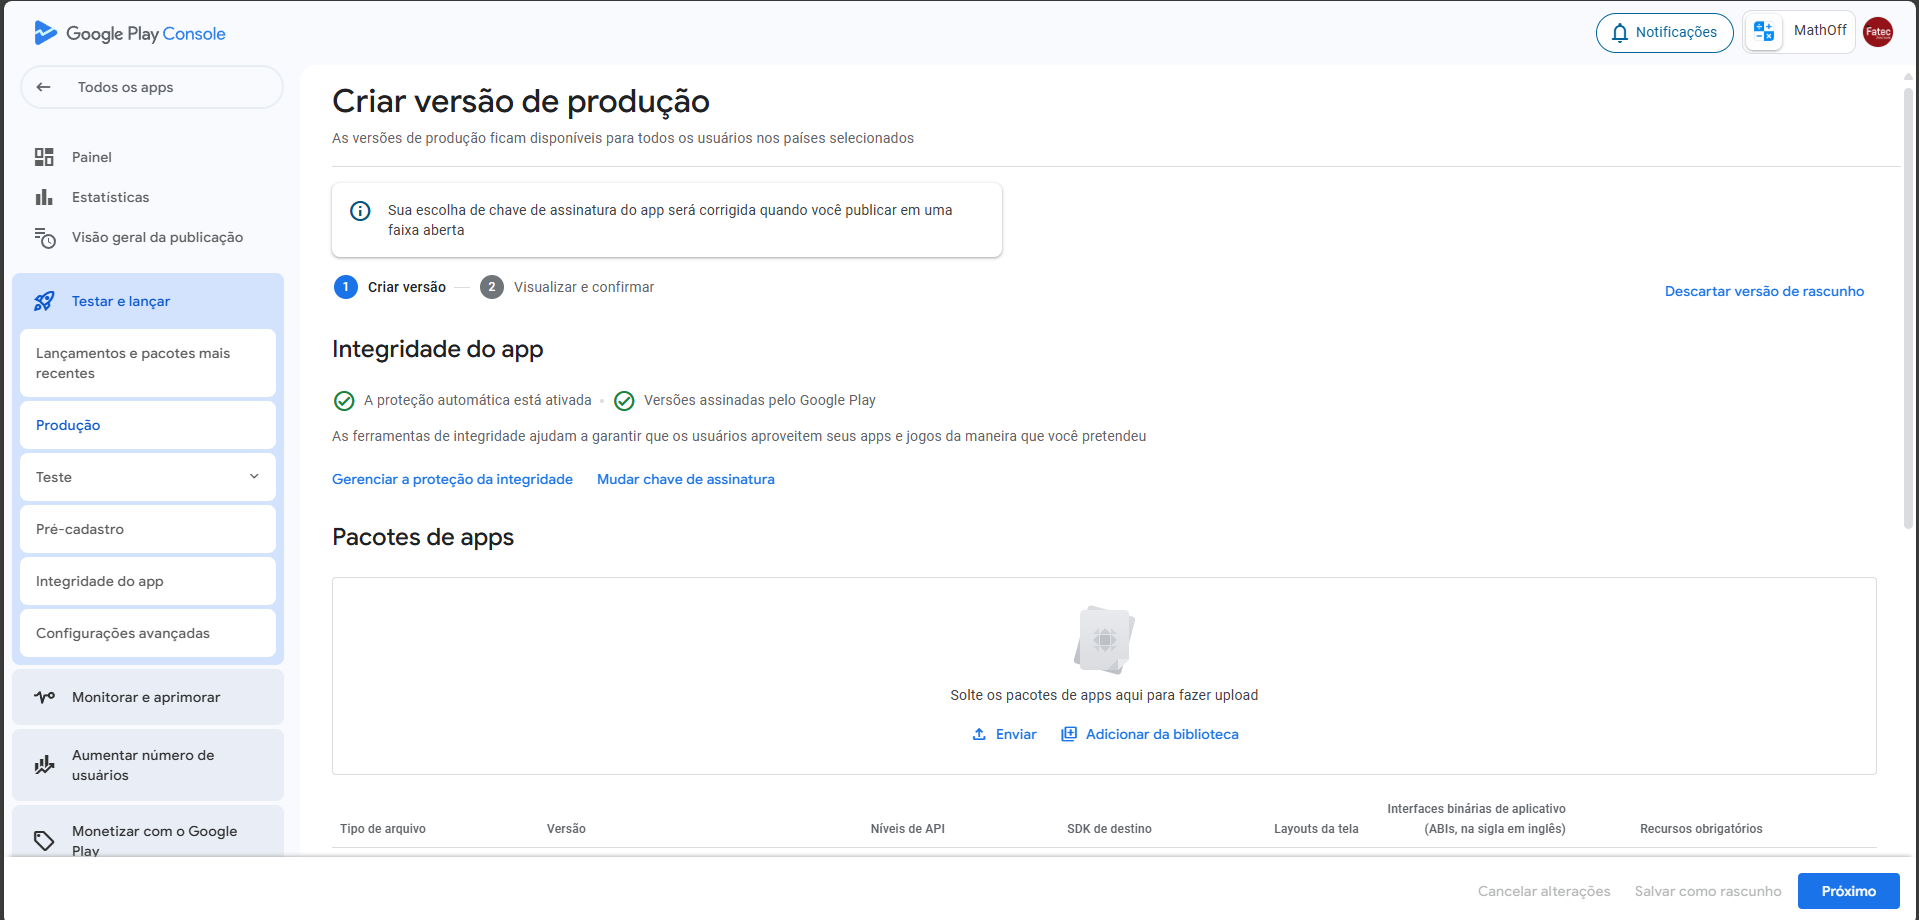 Google Play Console
Notificações
MathOff
Fatec
Todos os apps
Painel
Estatísticas
Visão geral da publicação
Testar e lançar
Lançamentos e pacotes mais
recentes
Produção
Teste
Pré-cadastro
Integridade do app
Configurações avançadas
Monitorar e aprimorar
Aumentar número de
usuários
Monetizar com o Google
Play
Criar versão de produção
As versões de produção ficam disponíveis para todos os usuários nos países selecionados
Sua escolha de chave de assinatura do app será corrigida quando você publicar em uma
faixa aberta
1 Criar versão 2 Visualizar e confirmar
Descartar versão de rascunho
Integridade do app
A proteção automática está ativada • Versões assinadas pelo Google Play
As ferramentas de integridade ajudam a garantir que os usuários aproveitem seus apps e jogos da maneira que você pretendeu
Gerenciar a proteção da integridade Mudar chave de assinatura
Pacotes de apps
Solte os pacotes de apps aqui para fazer upload
Enviar Adicionar da biblioteca
Tipo de arquivo
Versão
Níveis de API
SDK de destino
Layouts da tela
Interfaces binárias de aplicativo
(ABIs, na sigla em inglês)
Recursos obrigatórios
Cancelar alterações Salvar como rascunho Próximo